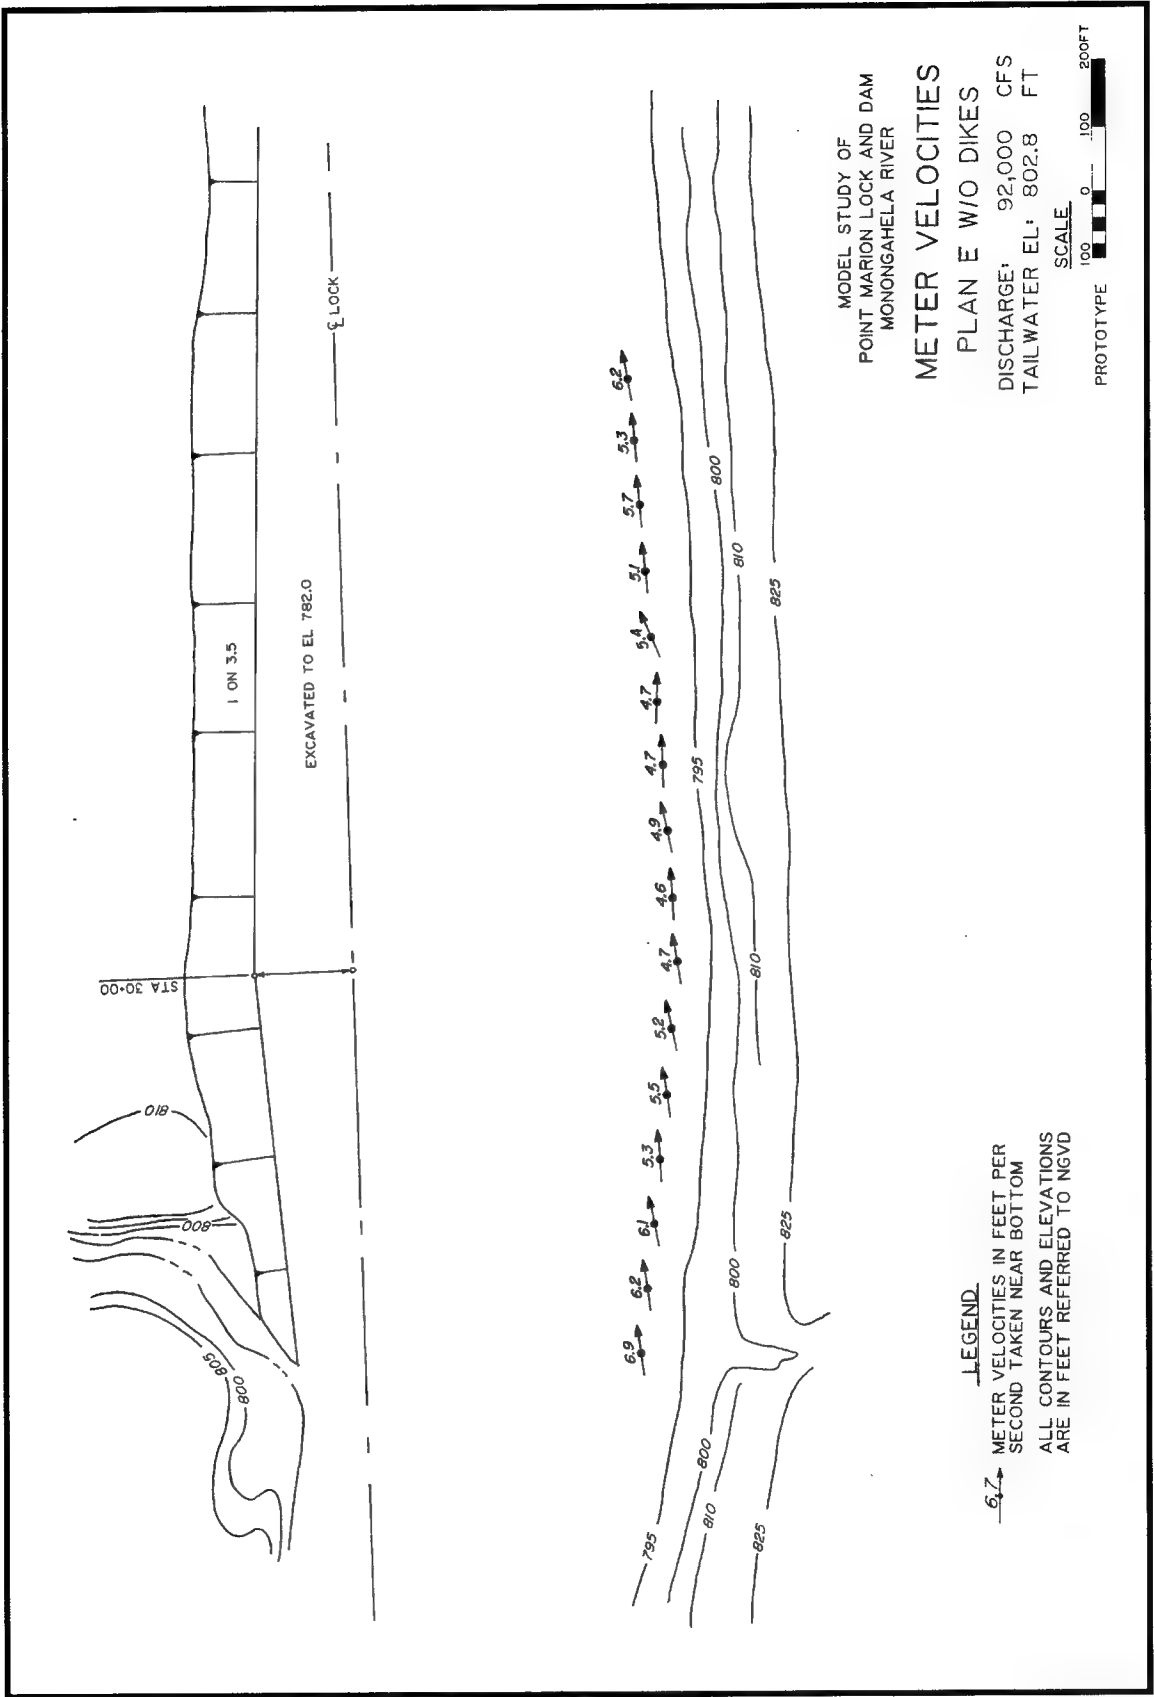 STA 30+00
810
800
805
800
1 ON 3.5
EXCAVATED TO EL 782.0
℄ LOCK
6.9
6.2
6.1
5.3
5.5
5.2
4.7
4.6
4.9
4.7
4.7
5.4
5.1
5.7
5.3
6.2
795
795
800
800
800
810
810
810
825
825
825
LEGEND
6.7 METER VELOCITIES IN FEET PER
SECOND TAKEN NEAR BOTTOM
ALL CONTOURS AND ELEVATIONS
ARE IN FEET REFERRED TO NGVD
MODEL STUDY OF
POINT MARION LOCK AND DAM
MONONGAHELA RIVER
METER VELOCITIES
PLAN E W/O DIKES
DISCHARGE: 92,000 CFS
TAILWATER EL: 802.8 FT
SCALE
PROTOTYPE 100 0 100 200FT